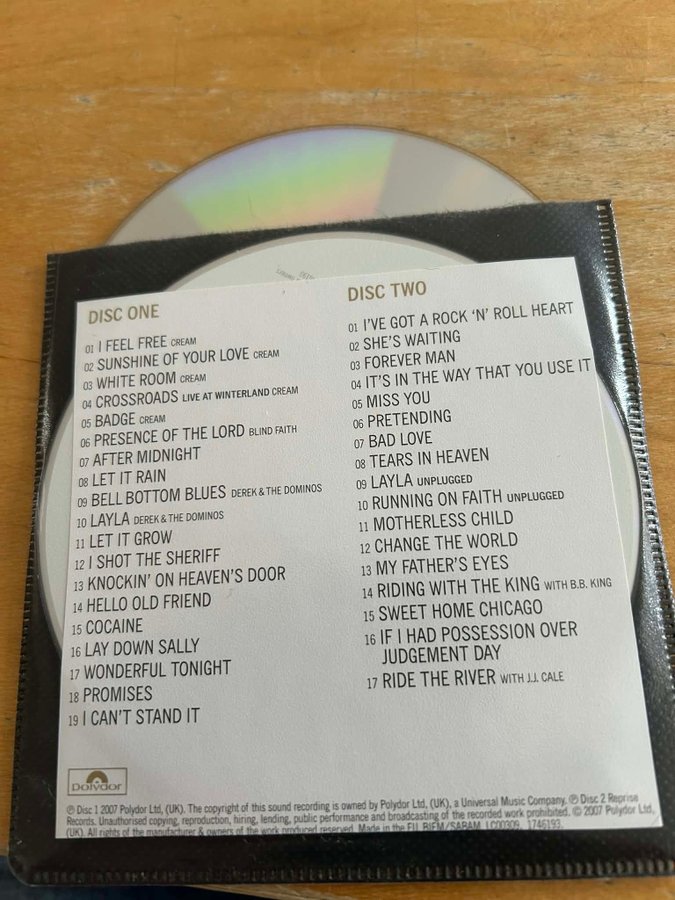 DISC ONE
01 I FEEL FREE CREAM
02 SUNSHINE OF YOUR LOVE CREAM
03 WHITE ROOM CREAM
04 CROSSROADS LIVE AT WINTERLAND CREAM
05 BADGE CREAM
06 PRESENCE OF THE LORD BLIND FAITH
07 AFTER MIDNIGHT
08 LET IT RAIN
09 BELL BOTTOM BLUES DEREK & THE DOMINOS
10 LAYLA DEREK & THE DOMINOS
11 LET IT GROW
12 I SHOT THE SHERIFF
13 KNOCKIN' ON HEAVEN'S DOOR
14 HELLO OLD FRIEND
15 COCAINE
16 LAY DOWN SALLY
17 WONDERFUL TONIGHT
18 PROMISES
19 I CAN'T STAND IT
DISC TWO
01 I'VE GOT A ROCK 'N' ROLL HEART
02 SHE'S WAITING
03 FOREVER MAN
04 IT'S IN THE WAY THAT YOU USE IT
05 MISS YOU
06 PRETENDING
07 BAD LOVE
08 TEARS IN HEAVEN
09 LAYLA UNPLUGGED
10 RUNNING ON FAITH UNPLUGGED
11 MOTHERLESS CHILD
12 CHANGE THE WORLD
13 MY FATHER'S EYES
14 RIDING WITH THE KING WITH B.B. KING
15 SWEET HOME CHICAGO
16 IF I HAD POSSESSION OVER
JUDGEMENT DAY
17 RIDE THE RIVER WITH J.J. CALE
Polydor
℗ Disc 1 2007 Polydor Ltd, (UK). The copyright of this sound recording is owned by Polydor Ltd, (UK), a Universal Music Company. ℗ Disc 2 Reprise
Records. Unauthorised copying, reproduction, hiring, lending, public performance and broadcasting of the recorded work prohibited. © 2007 Polydor Ltd,
(UK). All rights of the manufacturer & owners of the work produced reserved. Made in the EU. BIEM/SABAM. LC00309. 1746193.